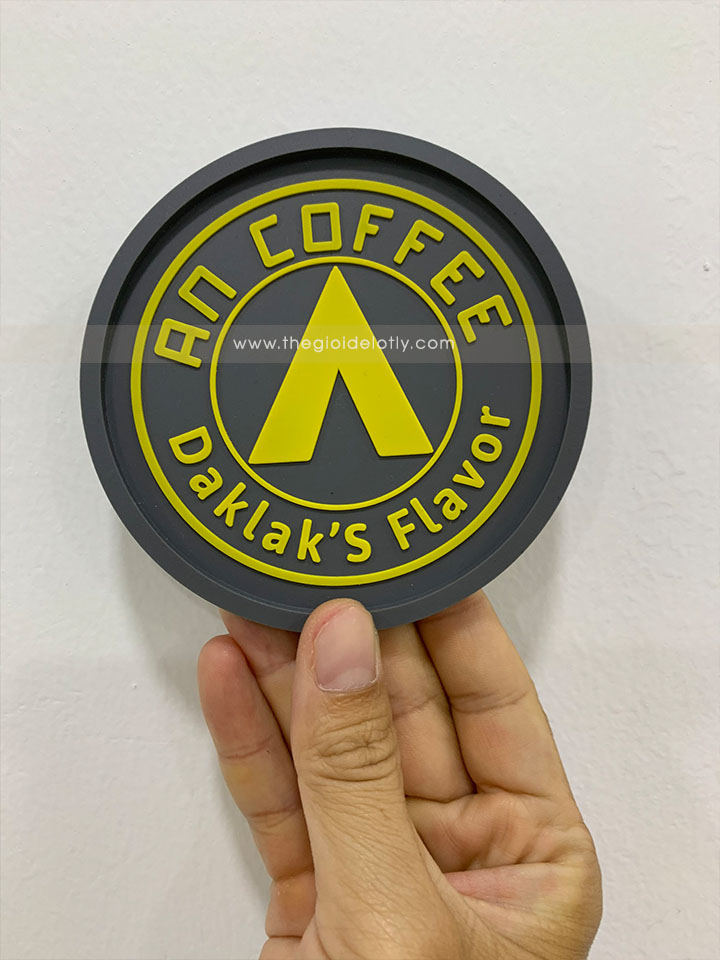 AN COFFEE
www.thegioidelotly.com
Daklak's Flavor